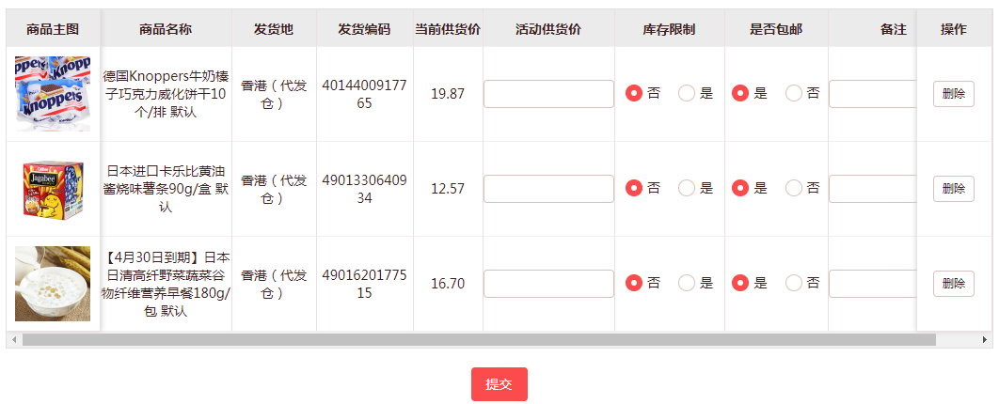 商品主图 商品名称 发货地 发货编码 当前供货价 活动供货价 库存限制 是否包邮 备注 操作
Knoppers
德国Knoppers牛奶榛
子巧克力威化饼干10
个/排 默认
香港（代发
仓）
40144009177
65
19.87
否 是
是 否
删除
Jagabee
日本进口卡乐比黄油
酱烧味薯条90g/盒 默
认
香港（代发
仓）
49013306409
34
12.57
否 是
是 否
删除
【4月30日到期】日本
日清高纤野菜蔬菜谷
物纤维营养早餐180g/
包 默认
香港（代发
仓）
49016201775
15
16.70
否 是
是 否
删除
提交